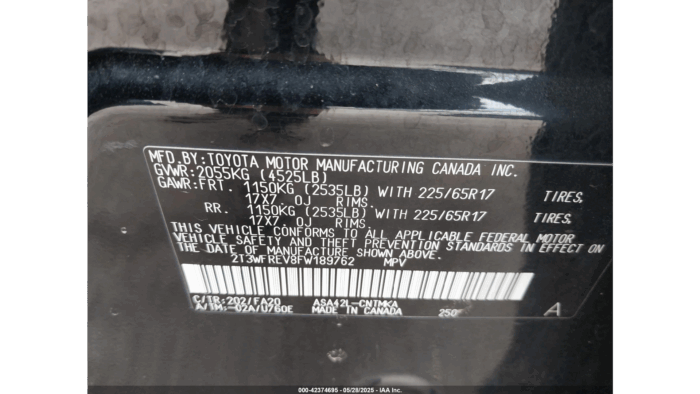 MFD.BY:TOYOTA MOTOR MANUFACTURING CANADA INC.
GVWR:2055KG (4525LB)
GAWR:FRT. 1150KG (2535LB) WITH 225/65R17 TIRES,
17X7.0J RIMS.
RR. 1150KG (2535LB) WITH 225/65R17 TIRES,
17X7.0J RIMS.
THIS VEHICLE CONFORMS TO ALL APPLICABLE FEDERAL MOTOR
VEHICLE SAFETY AND THEFT PREVENTION STANDARDS IN EFFECT ON
THE DATE OF MANUFACTURE SHOWN ABOVE.
2T3WFREV8FW189762 MPV
C/TR:202/FA20 ASA42L-CNTMKA
A/TM:-02A/U760E MADE IN CANADA 250 A
000-42374695 - 05/28/2025 - IAA Inc.